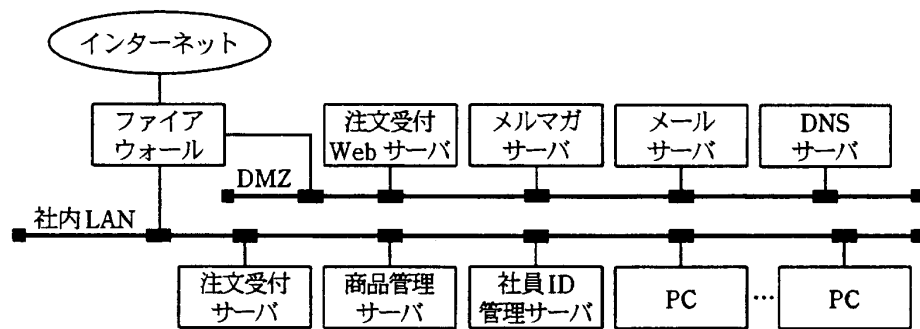 インターネット
ファイア
ウォール
注文受付
Webサーバ
メルマガ
サーバ
メール
サーバ
DNS
サーバ
DMZ
社内LAN
注文受付
サーバ
商品管理
サーバ
社員ID
管理サーバ
PC
…
PC